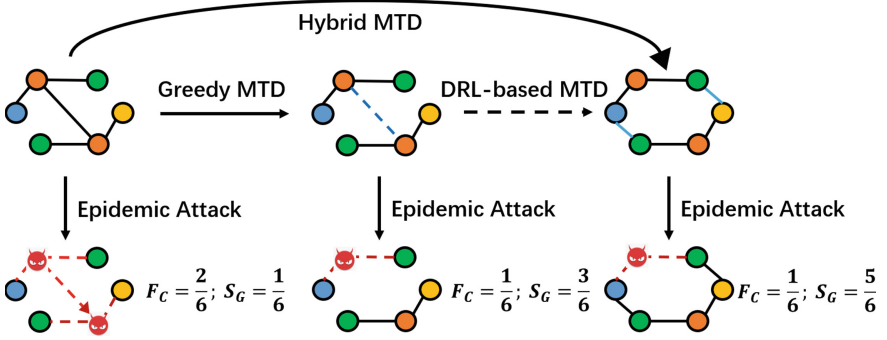 Hybrid MTD
Greedy MTD
DRL-based MTD
Epidemic Attack
Epidemic Attack
Epidemic Attack
F_C = 2/6; S_G = 1/6
F_C = 1/6; S_G = 3/6
F_C = 1/6; S_G = 5/6